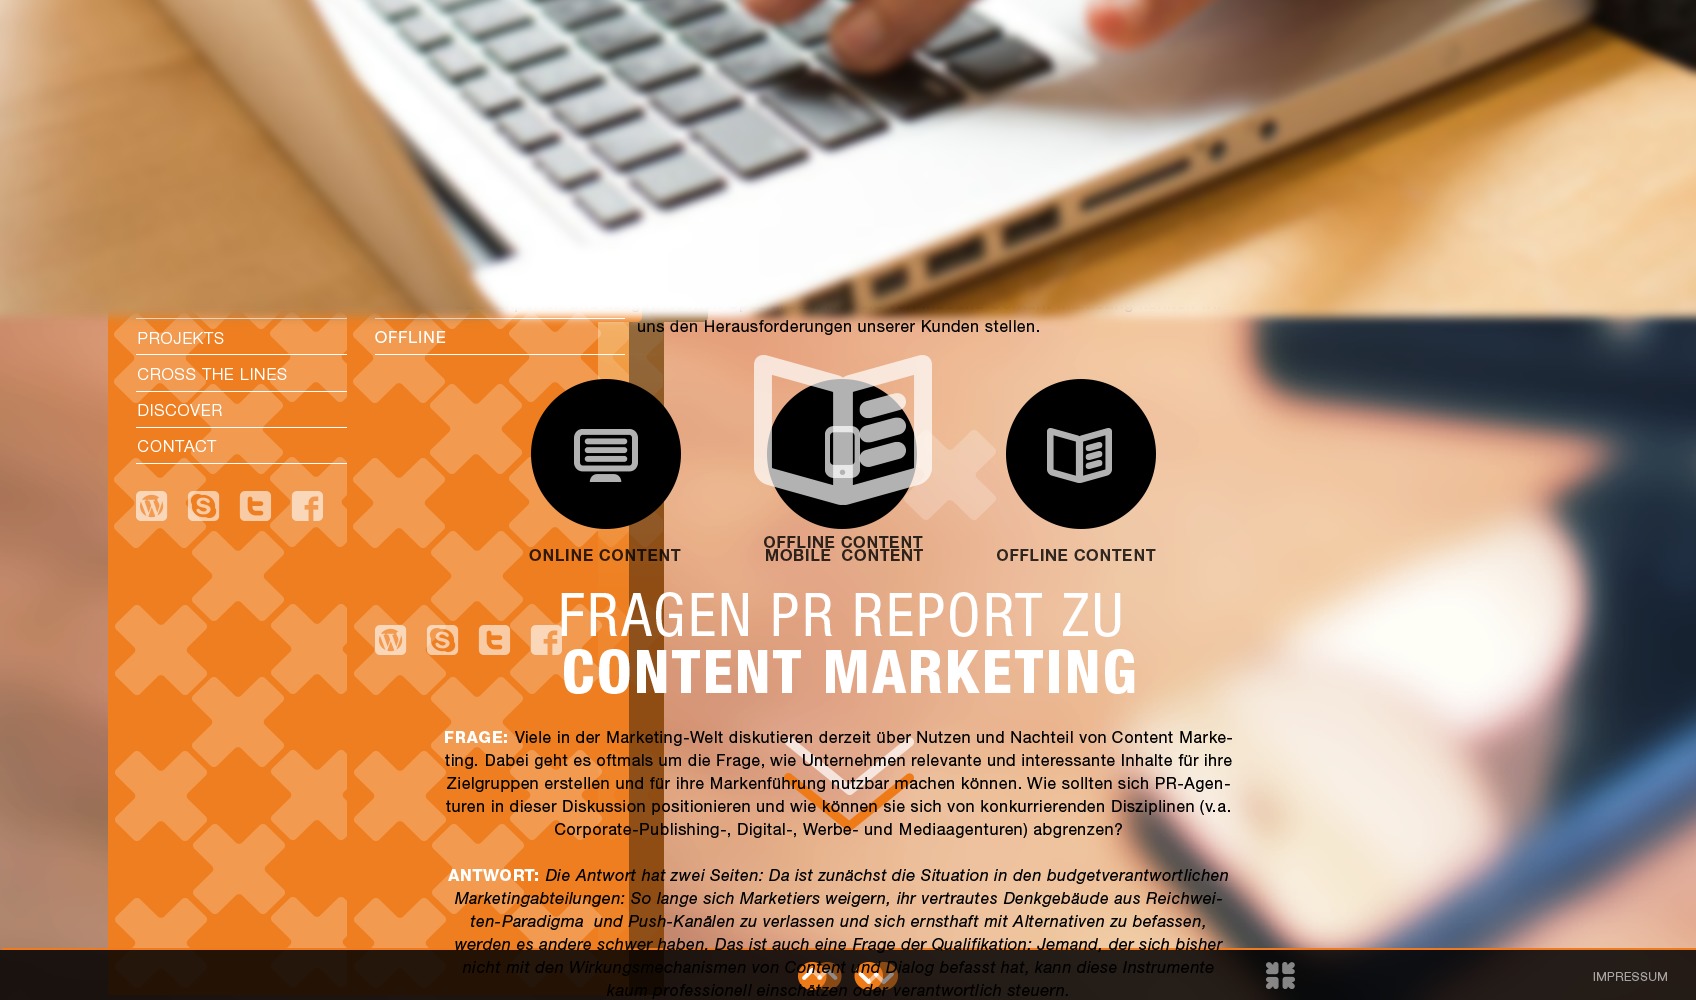 uns den Herausforderungen unserer Kunden stellen.
PROJEKTS
CROSS THE LINES
DISCOVER
CONTACT
OFFLINE
ONLINE CONTENT
OFFLINE CONTENT
MOBILE CONTENT
OFFLINE CONTENT
FRAGEN PR REPORT ZU
CONTENT MARKETING
FRAGE: Viele in der Marketing-Welt diskutieren derzeit über Nutzen und Nachteil von Content Marke-
ting. Dabei geht es oftmals um die Frage, wie Unternehmen relevante und interessante Inhalte für ihre
Zielgruppen erstellen und für ihre Markenführung nutzbar machen können. Wie sollten sich PR-Agen-
turen in dieser Diskussion positionieren und wie können sie sich von konkurrierenden Disziplinen (v.a.
Corporate-Publishing-, Digital-, Werbe- und Mediaagenturen) abgrenzen?
ANTWORT: Die Antwort hat zwei Seiten: Da ist zunächst die Situation in den budgetverantwortlichen
Marketingabteilungen: So lange sich Marketiers weigern, ihr vertrautes Denkgebäude aus Reichwei-
ten-Paradigma und Push-Kanälen zu verlassen und sich ernsthaft mit Alternativen zu befassen,
werden es andere schwer haben. Das ist auch eine Frage der Qualifikation: Jemand, der sich bisher
nicht mit den Wirkungsmechanismen von Content und Dialog befasst hat, kann diese Instrumente
kaum professionell einschätzen oder verantwortlich steuern.
IMPRESSUM